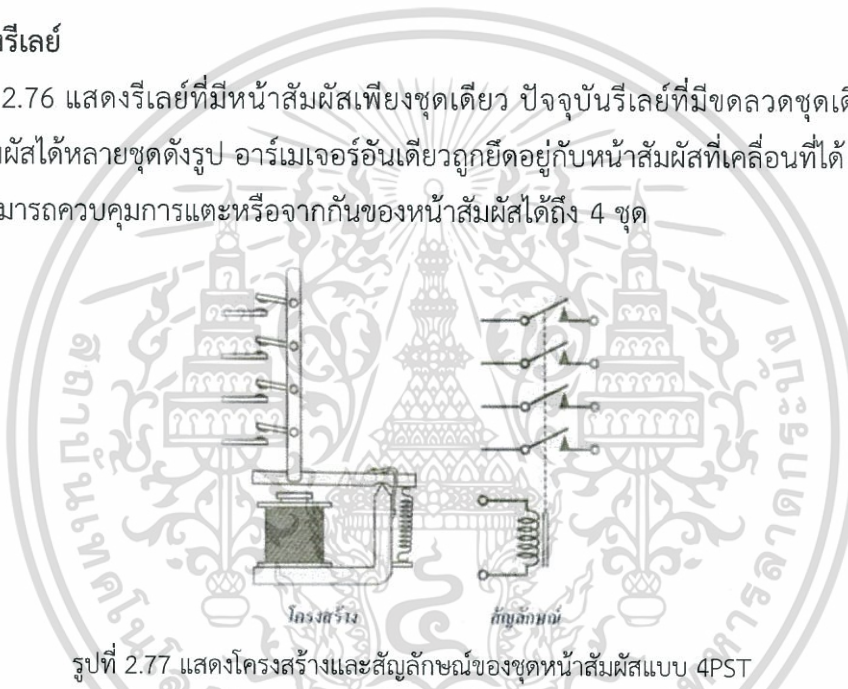 งรีเลย์
2.76 แสดงรีเลย์ที่มีหน้าสัมผัสเพียงชุดเดียว ปัจจุบันรีเลย์ที่มีขดลวดชุดเดี
มผัสได้หลายชุดดังรูป อาร์เมเจอร์อันเดียวถูกยึดอยู่กับหน้าสัมผัสที่เคลื่อนที่ได้
มารถควบคุมการแตะหรือจากกันของหน้าสัมผัสได้ถึง 4 ชุด
โครงสร้าง
สัญลักษณ์
รูปที่ 2.77 แสดงโครงสร้างและสัญลักษณ์ของชุดหน้าสัมผัสแบบ 4PST